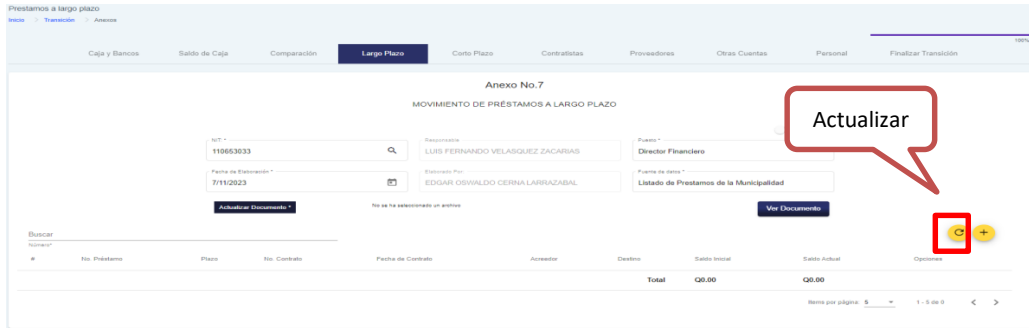 Prestamos a largo plazo
Inicio > Transición > Anexos
100%
Caja y Bancos Saldo de Caja Comparación Largo Plazo Corto Plazo Contratistas Proveedores Otras Cuentas Personal Finalizar Transición
Anexo No.7
MOVIMIENTO DE PRÉSTAMOS A LARGO PLAZO
Actualizar
NIT * Responsable Puesto *
110653033 LUIS FERNANDO VELASQUEZ ZACARIAS Director Financiero
Fecha de Elaboración * Elaborado Por: Fuente de datos *
7/11/2023 EDGAR OSWALDO CERNA LARRAZABAL Listado de Prestamos de la Municipalidad
Actualizar Documento * No se ha seleccionado un archivo Ver Documento
Buscar
Número*
# No. Préstamo Plazo No. Contrato Fecha de Contrato Acreedor Destino Saldo Inicial Saldo Actual Opciones
Total Q0.00 Q0.00
Items por página: 5 1 - 5 de 0